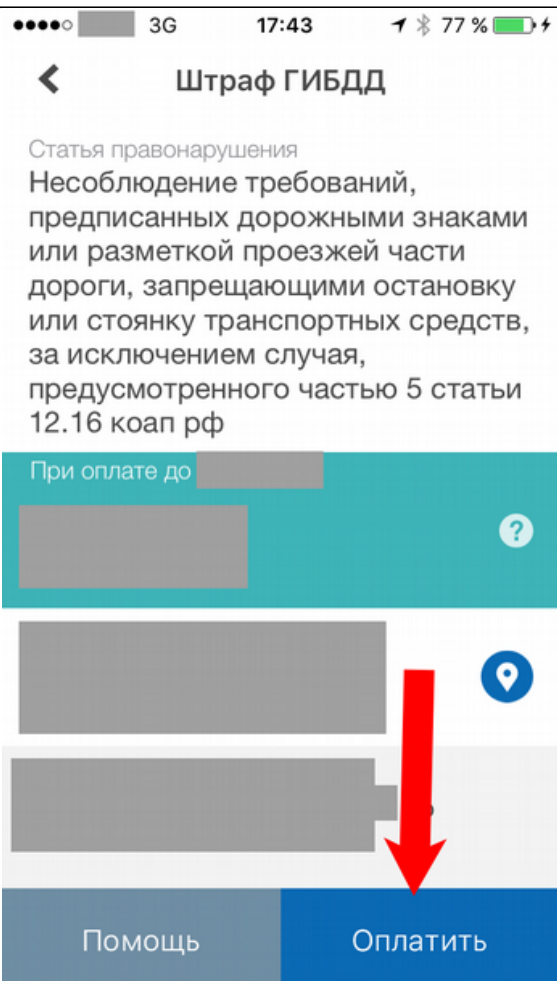 3G 17:43 77 %
Штраф ГИБДД
Статья правонарушения
Несоблюдение требований,
предписанных дорожными знаками
или разметкой проезжей части
дороги, запрещающими остановку
или стоянку транспортных средств,
за исключением случая,
предусмотренного частью 5 статьи
12.16 коап рф
При оплате до
?
Помощь Оплатить